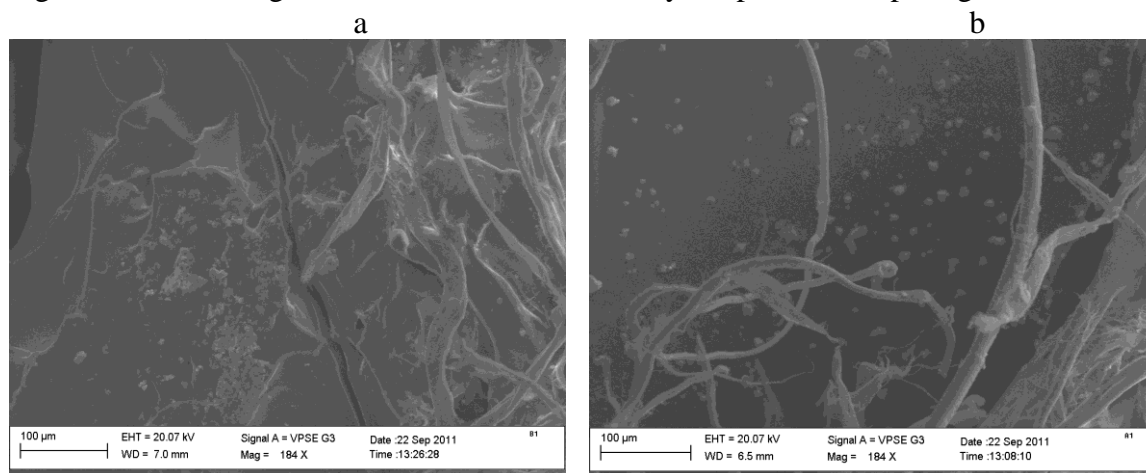 a
b
100 µm
EHT = 20.07 kV
Signal A = VPSE G3
Date :22 Sep 2011
B1
WD = 7.0 mm
Mag = 184 X
Time :13:26:28
100 µm
EHT = 20.07 kV
Signal A = VPSE G3
Date :22 Sep 2011
WD = 6.5 mm
Mag = 184 X
Time :13:08:10